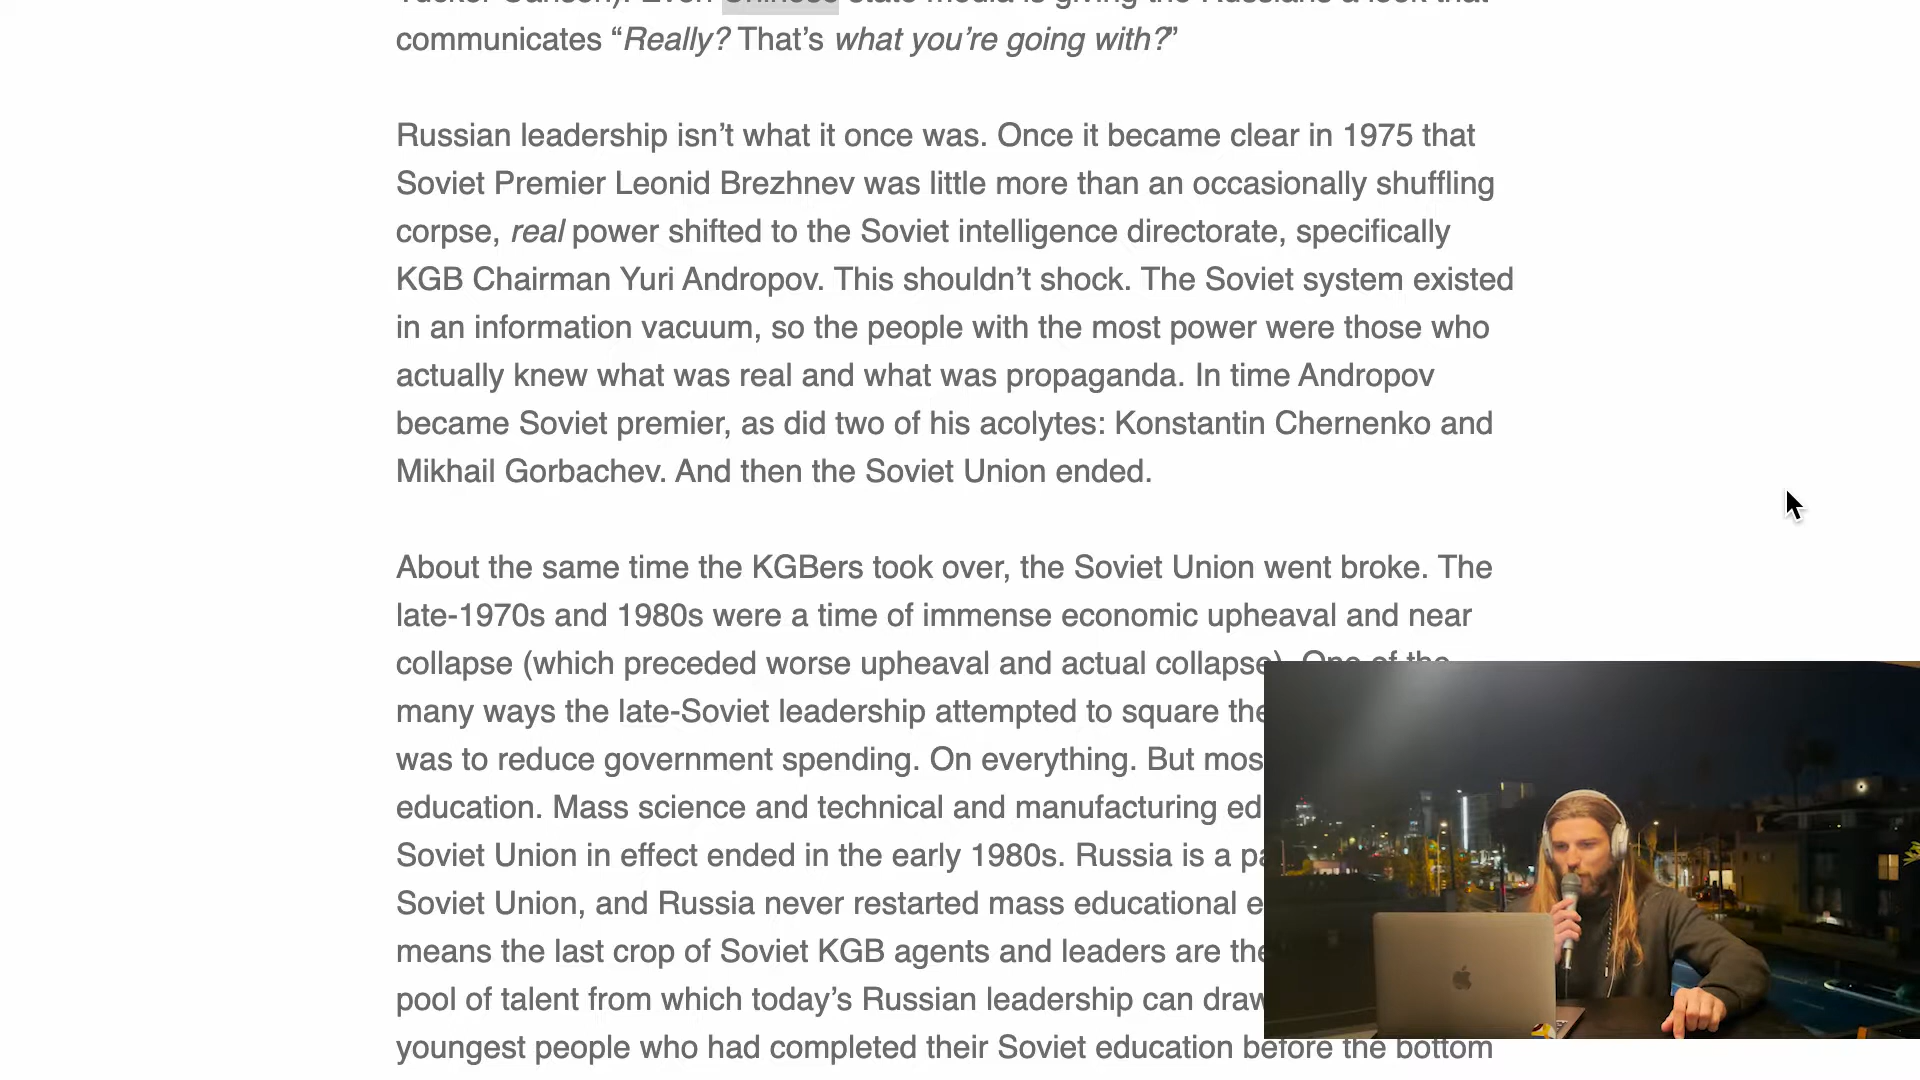 communicates “Really? That’s what you’re going with?”
Russian leadership isn’t what it once was. Once it became clear in 1975 that
Soviet Premier Leonid Brezhnev was little more than an occasionally shuffling
corpse, real power shifted to the Soviet intelligence directorate, specifically
KGB Chairman Yuri Andropov. This shouldn’t shock. The Soviet system existed
in an information vacuum, so the people with the most power were those who
actually knew what was real and what was propaganda. In time Andropov
became Soviet premier, as did two of his acolytes: Konstantin Chernenko and
Mikhail Gorbachev. And then the Soviet Union ended.
About the same time the KGBers took over, the Soviet Union went broke. The
late-1970s and 1980s were a time of immense economic upheaval and near
collapse (which preceded worse upheaval and actual collapse). One of the
many ways the late-Soviet leadership attempted to square the
was to reduce government spending. On everything. But mos
education. Mass science and technical and manufacturing ed
Soviet Union in effect ended in the early 1980s. Russia is a pa
Soviet Union, and Russia never restarted mass educational e
means the last crop of Soviet KGB agents and leaders are the
pool of talent from which today’s Russian leadership can draw
youngest people who had completed their Soviet education before the bottom